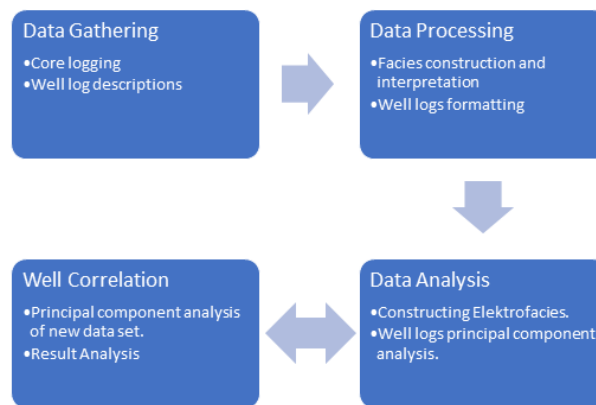 Data Gathering
•Core logging
•Well log descriptions
Data Processing
•Facies construction and
interpretation
•Well logs formatting
Well Correlation
•Principal component analysis
of new data set.
•Result Analysis
Data Analysis
•Constructing Elektrofacies.
•Well logs principal component
analysis.